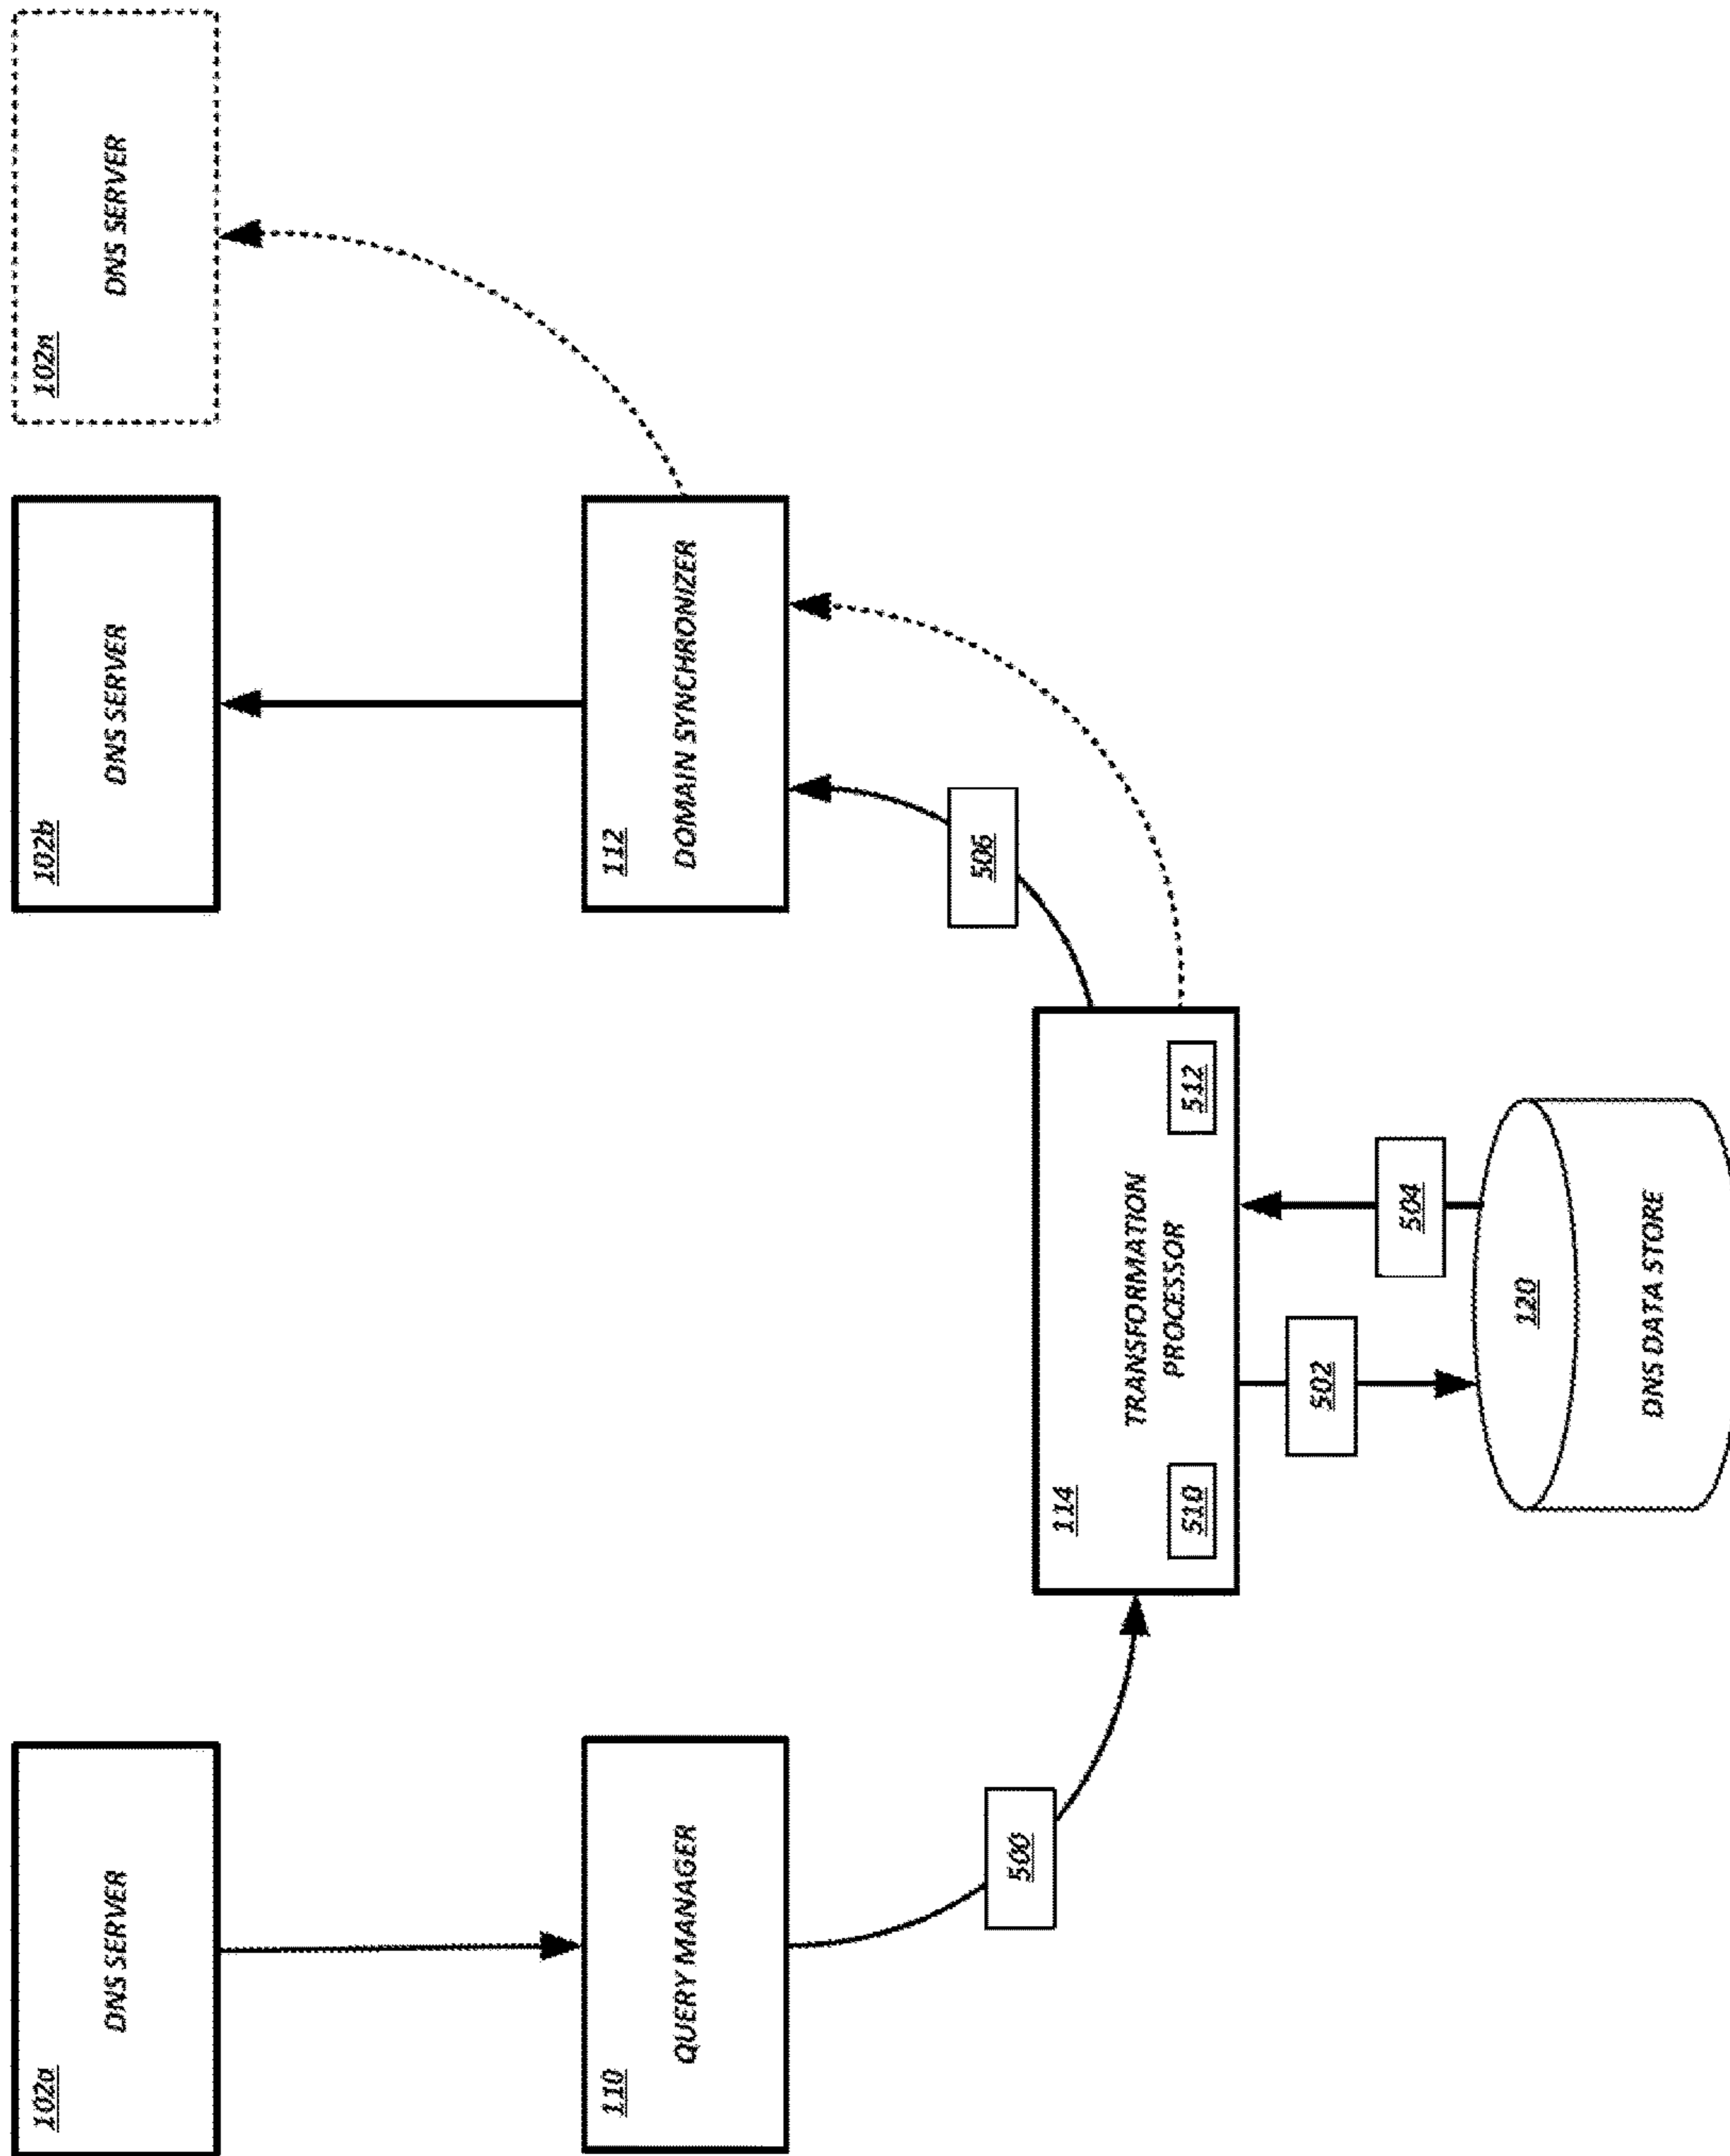 102a
DNS SERVER
102b
DNS SERVER
102n
DNS SERVER
110
QUERY MANAGER
112
DOMAIN SYNCHRONIZER
500
506
114
TRANSFORMATION
PROCESSOR
510
512
502
504
120
DNS DATA STORE